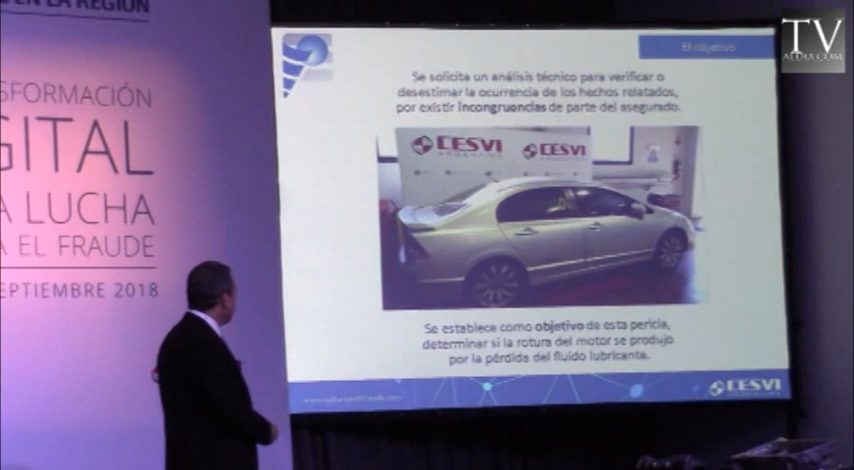 EN LA REGIÓN
SFORMACIÓN
GITAL
A LUCHA
A EL FRAUDE
EPTIEMBRE 2018
El objetivo
Se solicita un análisis técnico para verificar o
desestimar la ocurrencia de los hechos relatados,
por existir incongruencias de parte del asegurado.
CESVI
ARGENTINA
CESVI
ARGENTINA
Se establece como objetivo de esta pericia,
determinar si la rotura del motor se produjo
por la pérdida del fluido lubricante.
CESVI
ARGENTINA
TV
ALDIA.COM